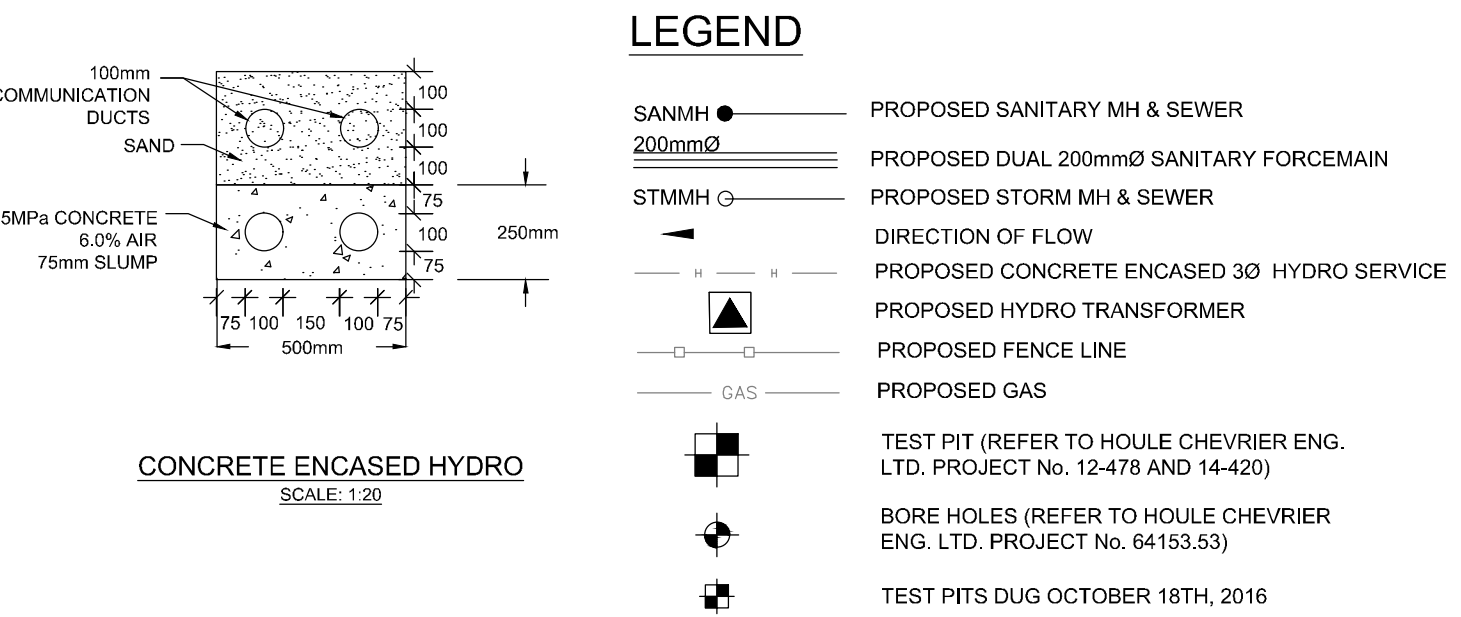 100mm
COMMUNICATION
DUCTS
SAND
5MPa CONCRETE
6.0% AIR
75mm SLUMP
100
100
100
75
100
75
250mm
75 100 150 100 75
500mm
CONCRETE ENCASED HYDRO
SCALE: 1:20
LEGEND
SANMH PROPOSED SANITARY MH & SEWER
200mmØ PROPOSED DUAL 200mmØ SANITARY FORCEMAIN
STMMH PROPOSED STORM MH & SEWER
DIRECTION OF FLOW
H H PROPOSED CONCRETE ENCASED 3Ø HYDRO SERVICE
PROPOSED HYDRO TRANSFORMER
PROPOSED FENCE LINE
GAS PROPOSED GAS
TEST PIT (REFER TO HOULE CHEVRIER ENG.
LTD. PROJECT No. 12-478 AND 14-420)
BORE HOLES (REFER TO HOULE CHEVRIER
ENG. LTD. PROJECT No. 64153.53)
TEST PITS DUG OCTOBER 18TH, 2016